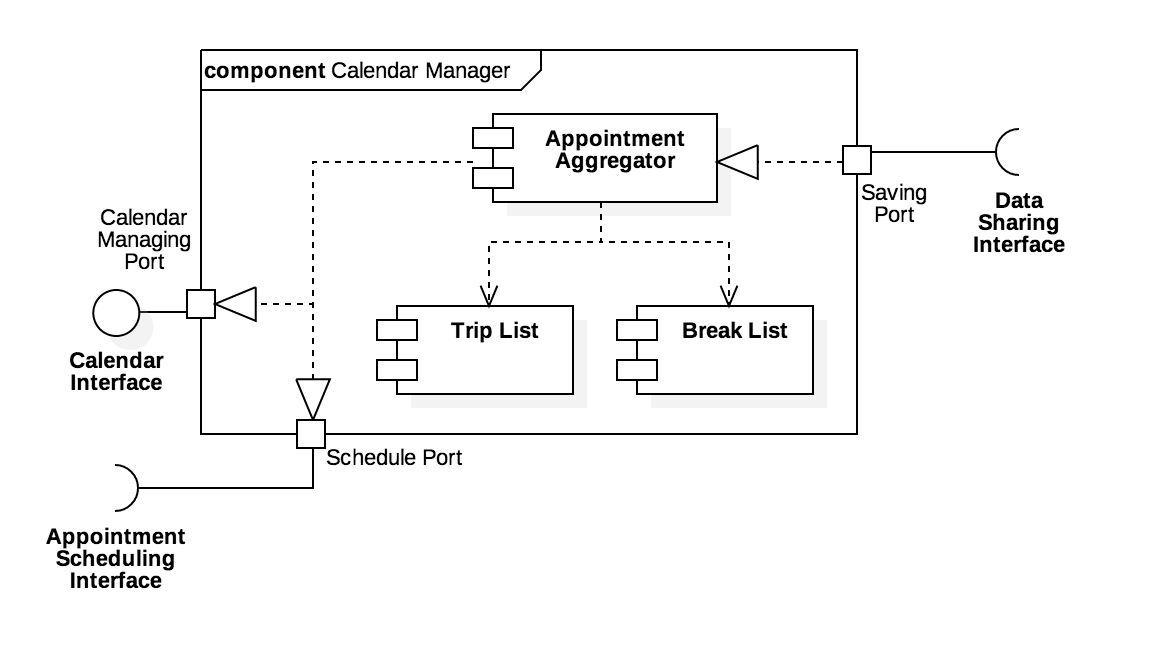 component Calendar Manager
Appointment
Aggregator
Saving
Port
Data
Sharing
Interface
Calendar
Managing
Port
Calendar
Interface
Trip List
Break List
Schedule Port
Appointment
Scheduling
Interface